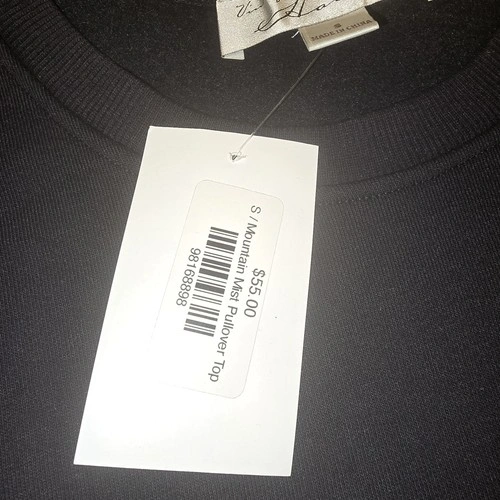 S
MADE IN CHINA
$55.00
S / Mountain Mist Pullover Top
98168898